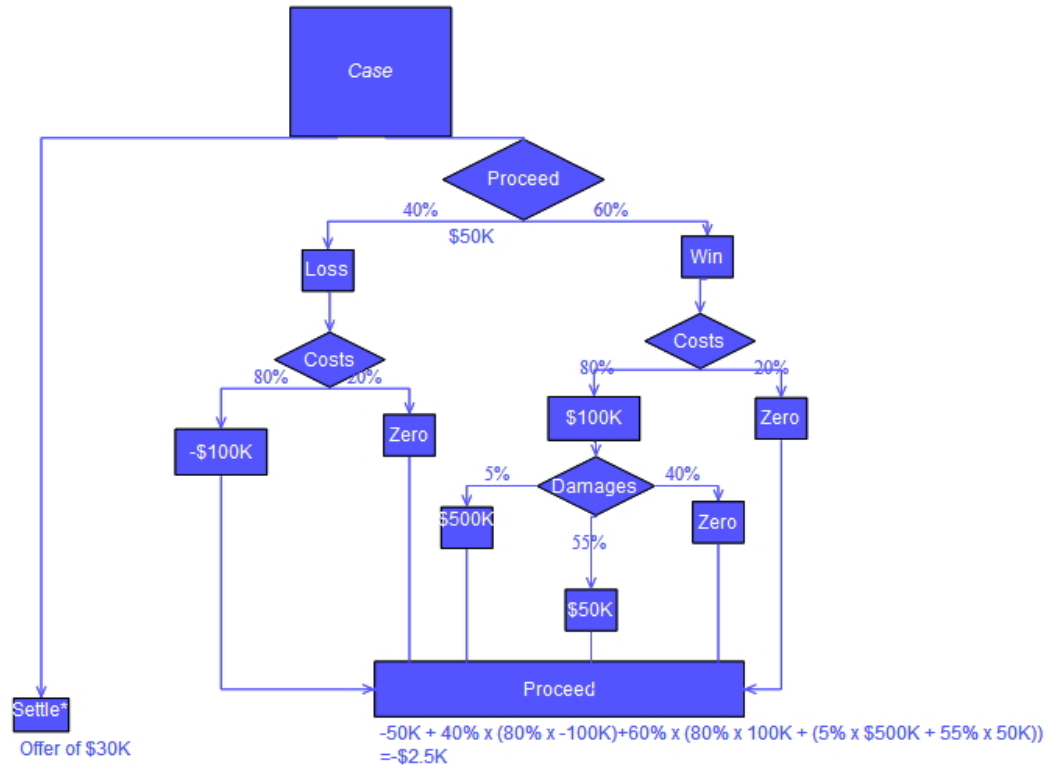 Case
Proceed
40%
60%
$50K
Loss
Win
Costs
Costs
80%
20%
80%
20%
-$100K
Zero
$100K
Zero
Damages
5%
40%
$500K
Zero
55%
$50K
Proceed
Settle*
Offer of $30K
-50K + 40% x (80% x -100K)+60% x (80% x 100K + (5% x $500K + 55% x 50K))
=-$2.5K